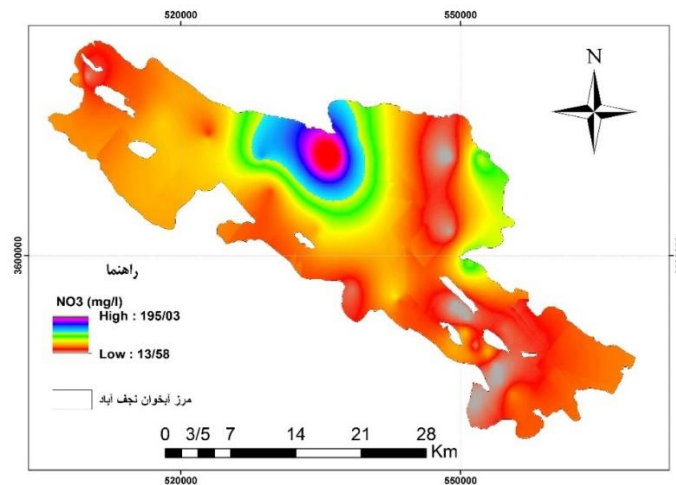 520000 550000
N
3600000
راهنما
NO3 (mg/l)
High : 195/03
Low : 13/58
مرز آبخوان نجف آباد
0 3/5 7 14 21 28
Km
520000 550000